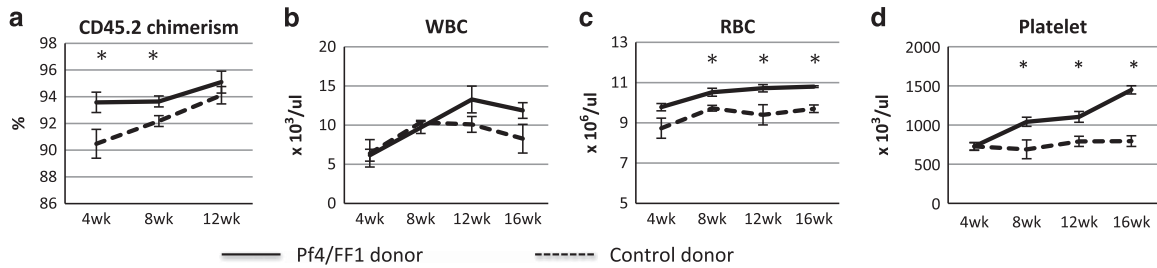 a CD45.2 chimerism
98
96
94
92
90
88
86
%
* *
4wk 8wk 12wk
b WBC
20
15
10
5
0
x 10³/ul
4wk 8wk 12wk 16wk
c RBC
13
11
9
7
5
x 10⁶/ul
* * *
4wk 8wk 12wk 16wk
d Platelet
2000
1500
1000
500
0
x 10³/ul
* * *
4wk 8wk 12wk 16wk
Pf4/FF1 donor Control donor